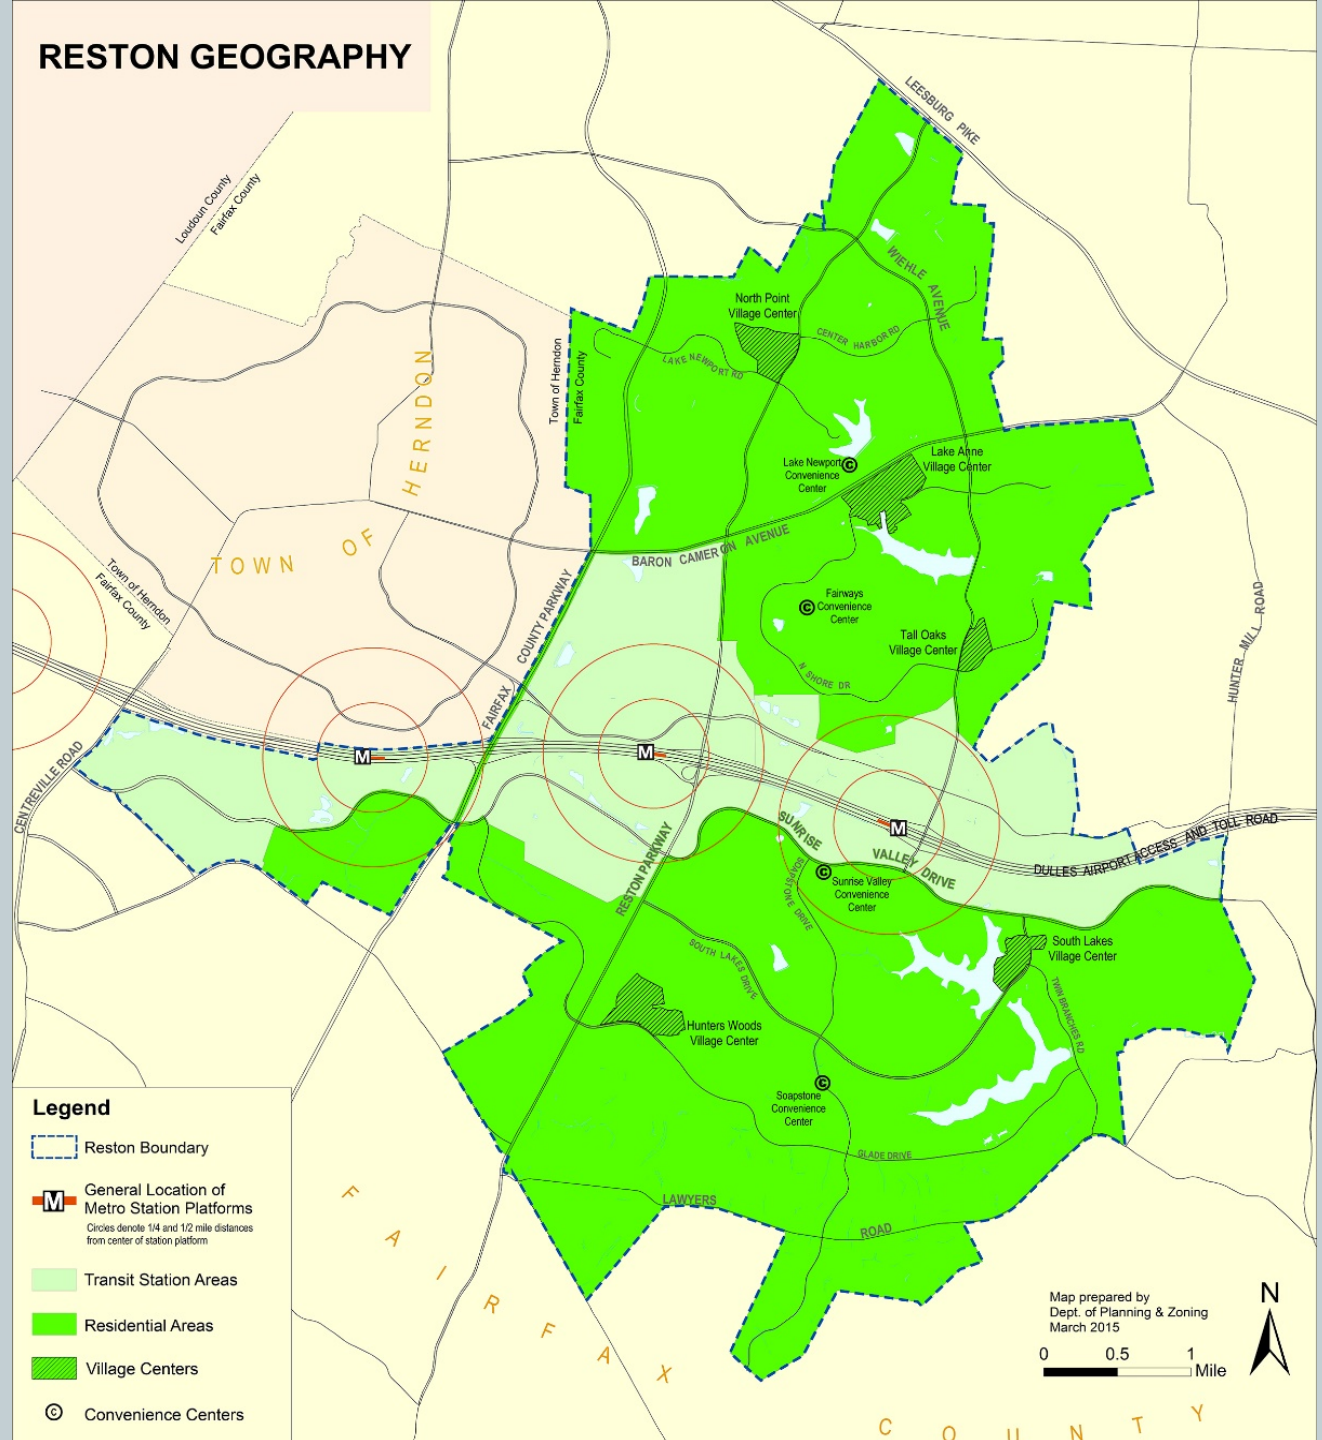 RESTON GEOGRAPHY
LEESBURG PIKE
Loudoun County
Fairfax County
WIEHLE AVENUE
North Point
Village Center
CENTER HARBOR RD
LAKE NEWPORT RD
Town of Herndon
Fairfax County
HERNDON
TOWN OF
Lake Anne
Village Center
Lake Newport
Convenience
Center
C
BARON CAMERON AVENUE
Town of Herndon
Fairfax County
COUNTY PARKWAY
FAIRFAX
C
Fairways
Convenience
Center
Tall Oaks
Village Center
N SHORE DR
HUNTER MILL ROAD
CENTREVILLE ROAD
M
M
M
SUNRISE
VALLEY DRIVE
DULLES AIRPORT ACCESS AND TOLL ROAD
RESTON PARKWAY
SOAPSTONE DRIVE
C
Sunrise Valley
Convenience
Center
SOUTH LAKES DRIVE
South Lakes
Village Center
TWIN BRANCHES RD
Hunters Woods
Village Center
C
Soapstone
Convenience
Center
GLADE DRIVE
LAWYERS
ROAD
FAIRFAX
COUNTY
Legend
Reston Boundary
M
General Location of
Metro Station Platforms
Circles denote 1/4 and 1/2 mile distances
from center of station platform
Transit Station Areas
Residential Areas
Village Centers
C
Convenience Centers
Map prepared by
Dept. of Planning & Zoning
March 2015
0 0.5 1
Mile
N